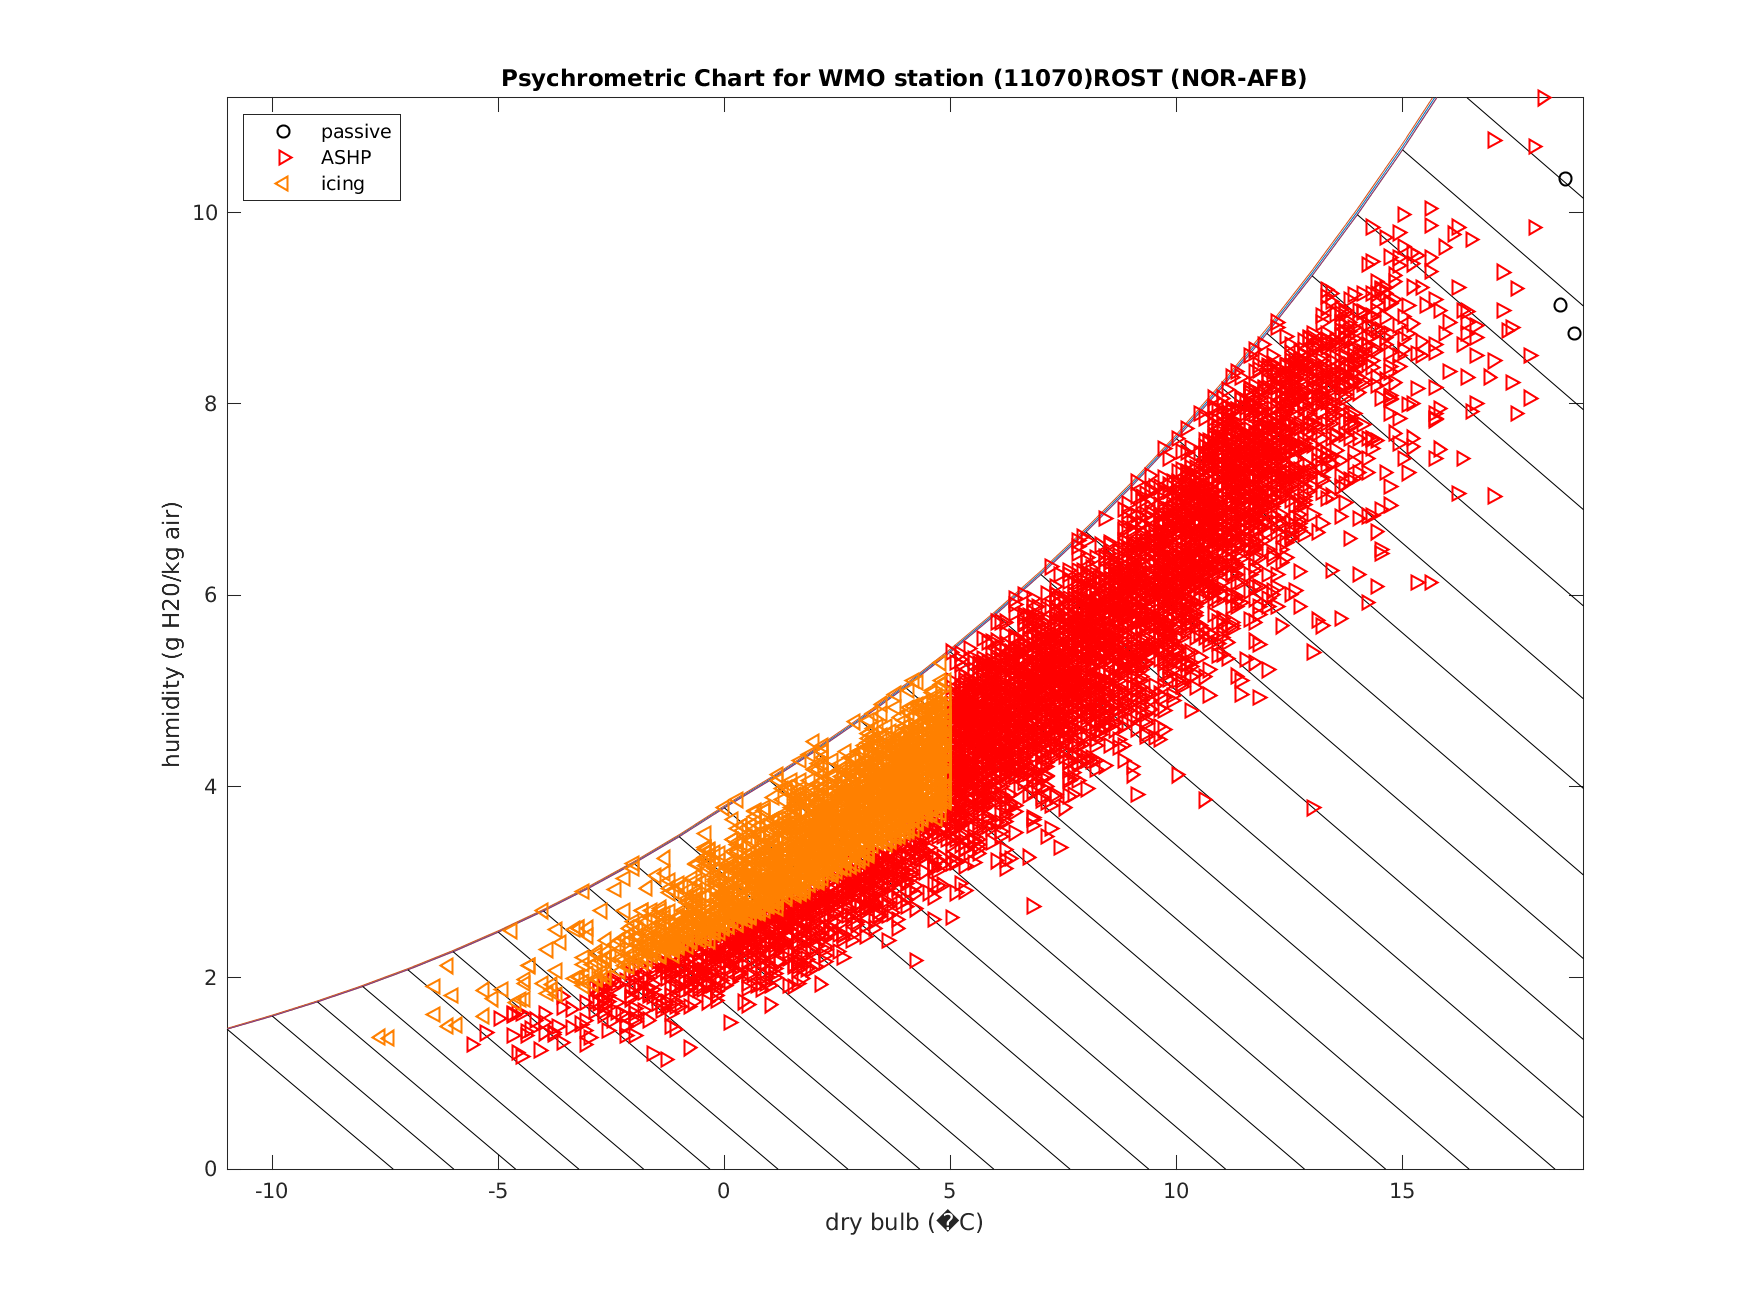 Psychrometric Chart for WMO station (11070)ROST (NOR-AFB)
passive
ASHP
icing
10
8
6
4
2
0
humidity (g H20/kg air)
-10 -5 0 5 10 15
dry bulb (�C)